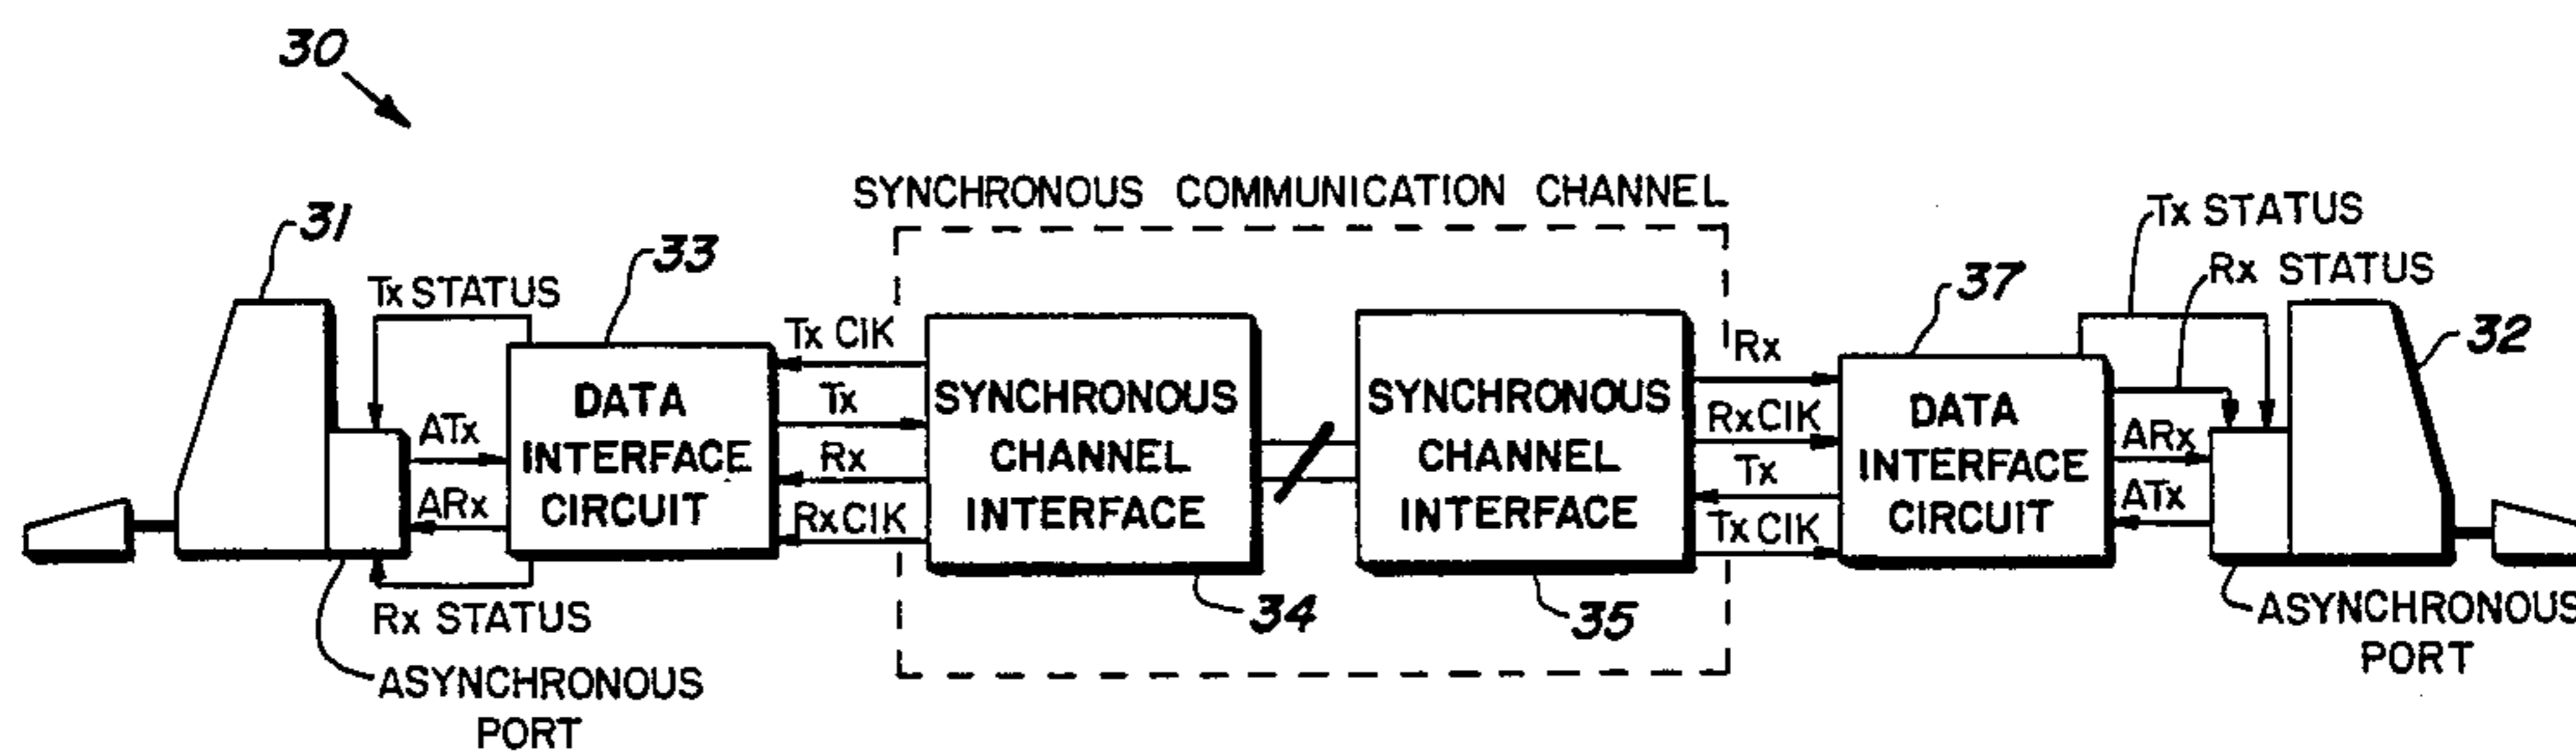 30
SYNCHRONOUS COMMUNICATION CHANNEL
31
33
Tx STATUS
ATx
ARx
Rx STATUS
ASYNCHRONOUS
PORT
DATA
INTERFACE
CIRCUIT
Tx ClK
Tx
Rx
RxClK
SYNCHRONOUS
CHANNEL
INTERFACE
34
SYNCHRONOUS
CHANNEL
INTERFACE
35
Rx
RxClK
Tx
TxClK
37
DATA
INTERFACE
CIRCUIT
Tx STATUS
Rx STATUS
ARx
ATx
32
ASYNCHRONOUS
PORT